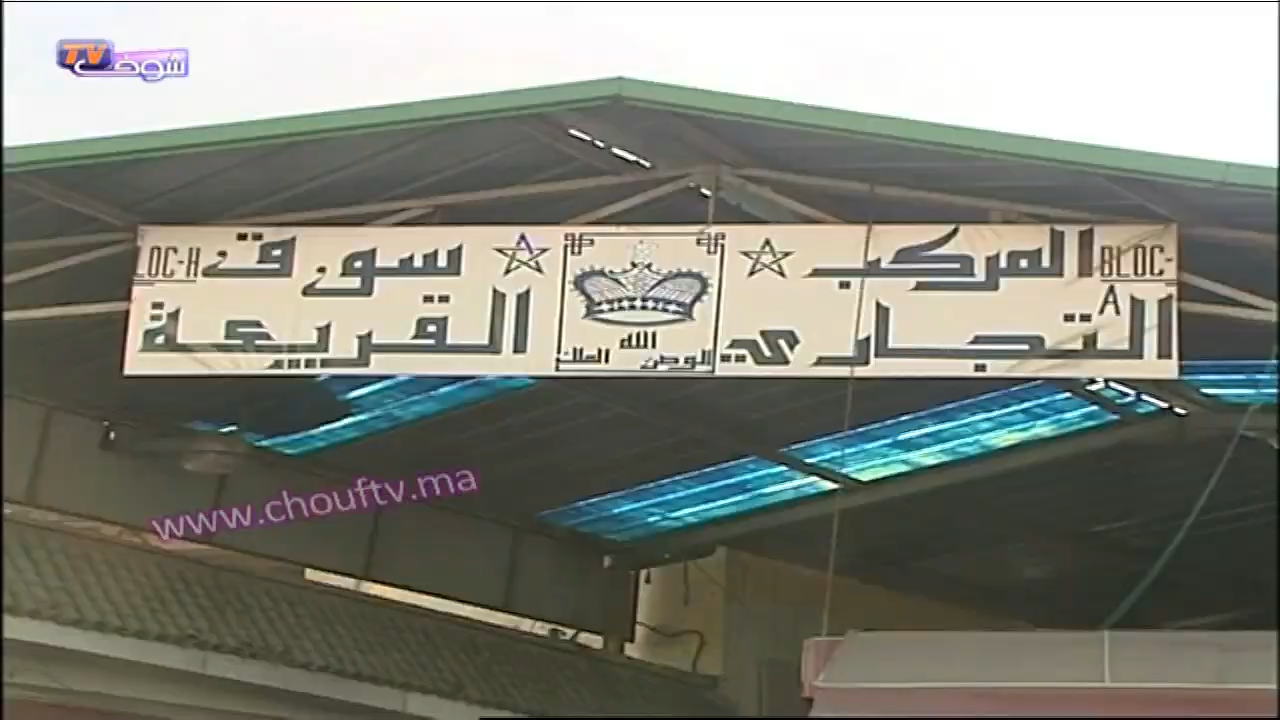 TV شوف
BLOC-A
المركب
التجاري
الله
الوطن الملك
سوق
القريعة
LOC-H
www.chouftv.ma